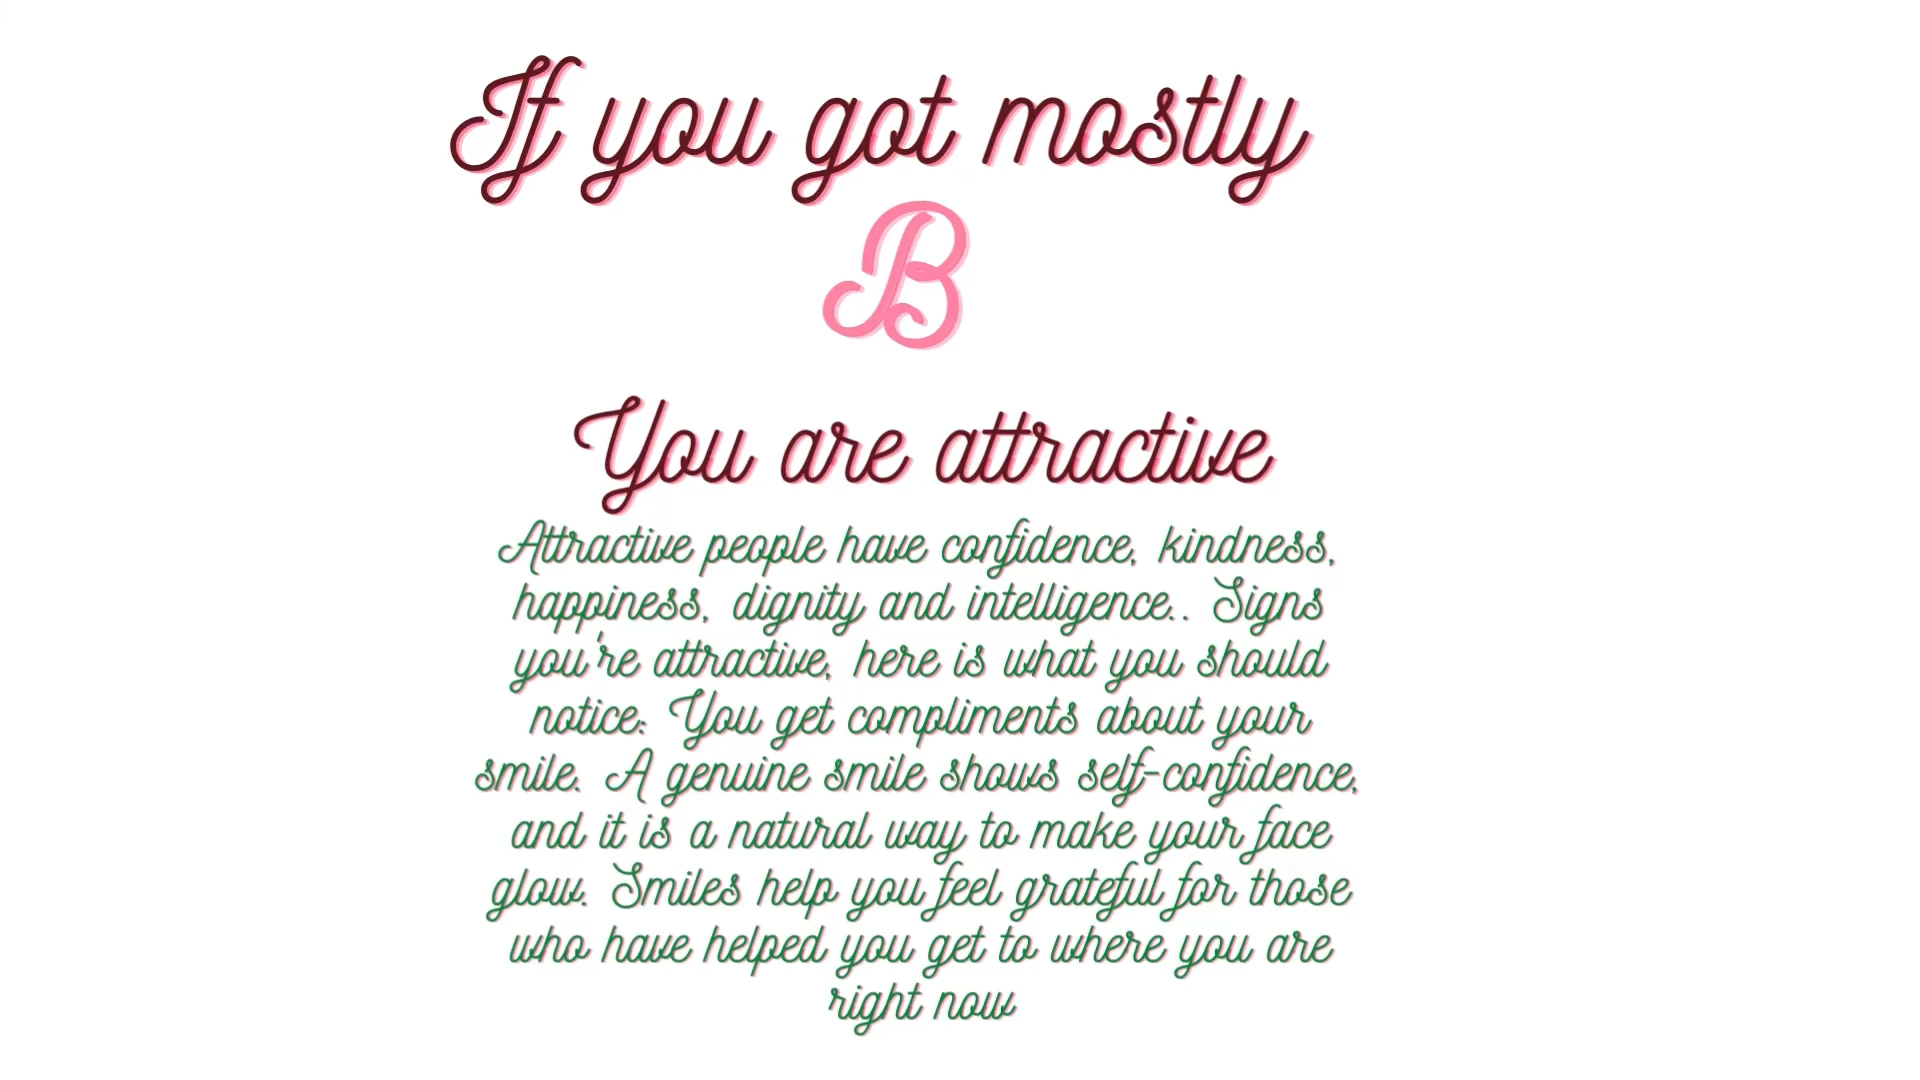 If you got mostly
B
You are attractive
Attractive people have confidence, kindness,
happiness, dignity and intelligence.. Signs
you're attractive, here is what you should
notice: You get compliments about your
smile. A genuine smile shows self-confidence,
and it is a natural way to make your face
glow. Smiles help you feel grateful for those
who have helped you get to where you are
right now